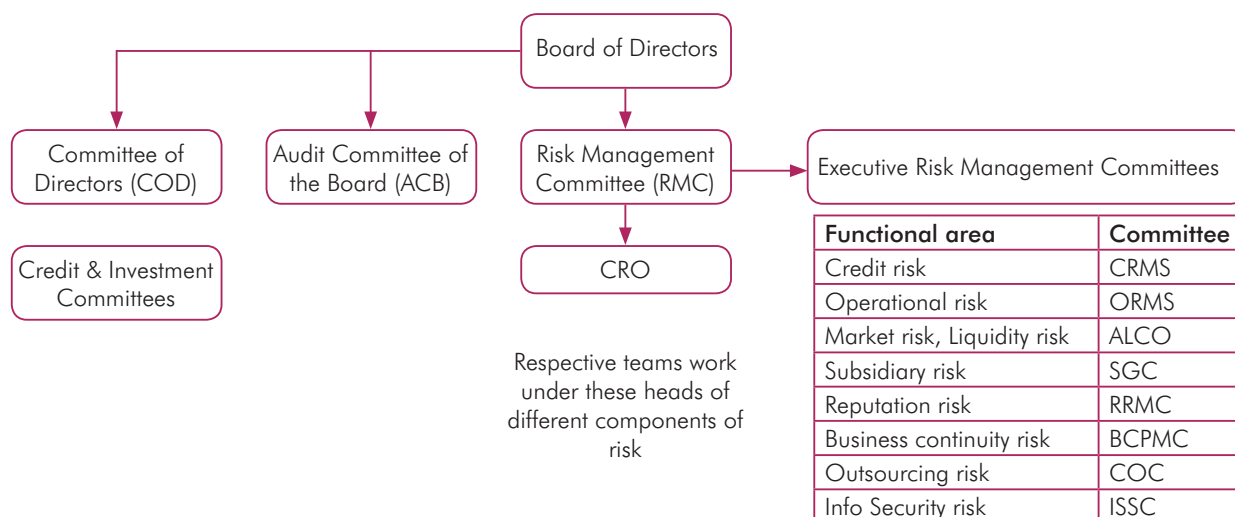 Board of Directors
Committee of
Directors (COD)
Audit Committee of
the Board (ACB)
Risk Management
Committee (RMC)
Executive Risk Management Committees
Credit & Investment
Committees
CRO
Respective teams work
under these heads of
different components of
risk
Functional area Committee
Credit risk CRMS
Operational risk ORMS
Market risk, Liquidity risk ALCO
Subsidiary risk SGC
Reputation risk RRMC
Business continuity risk BCPMC
Outsourcing risk COC
Info Security risk ISSC